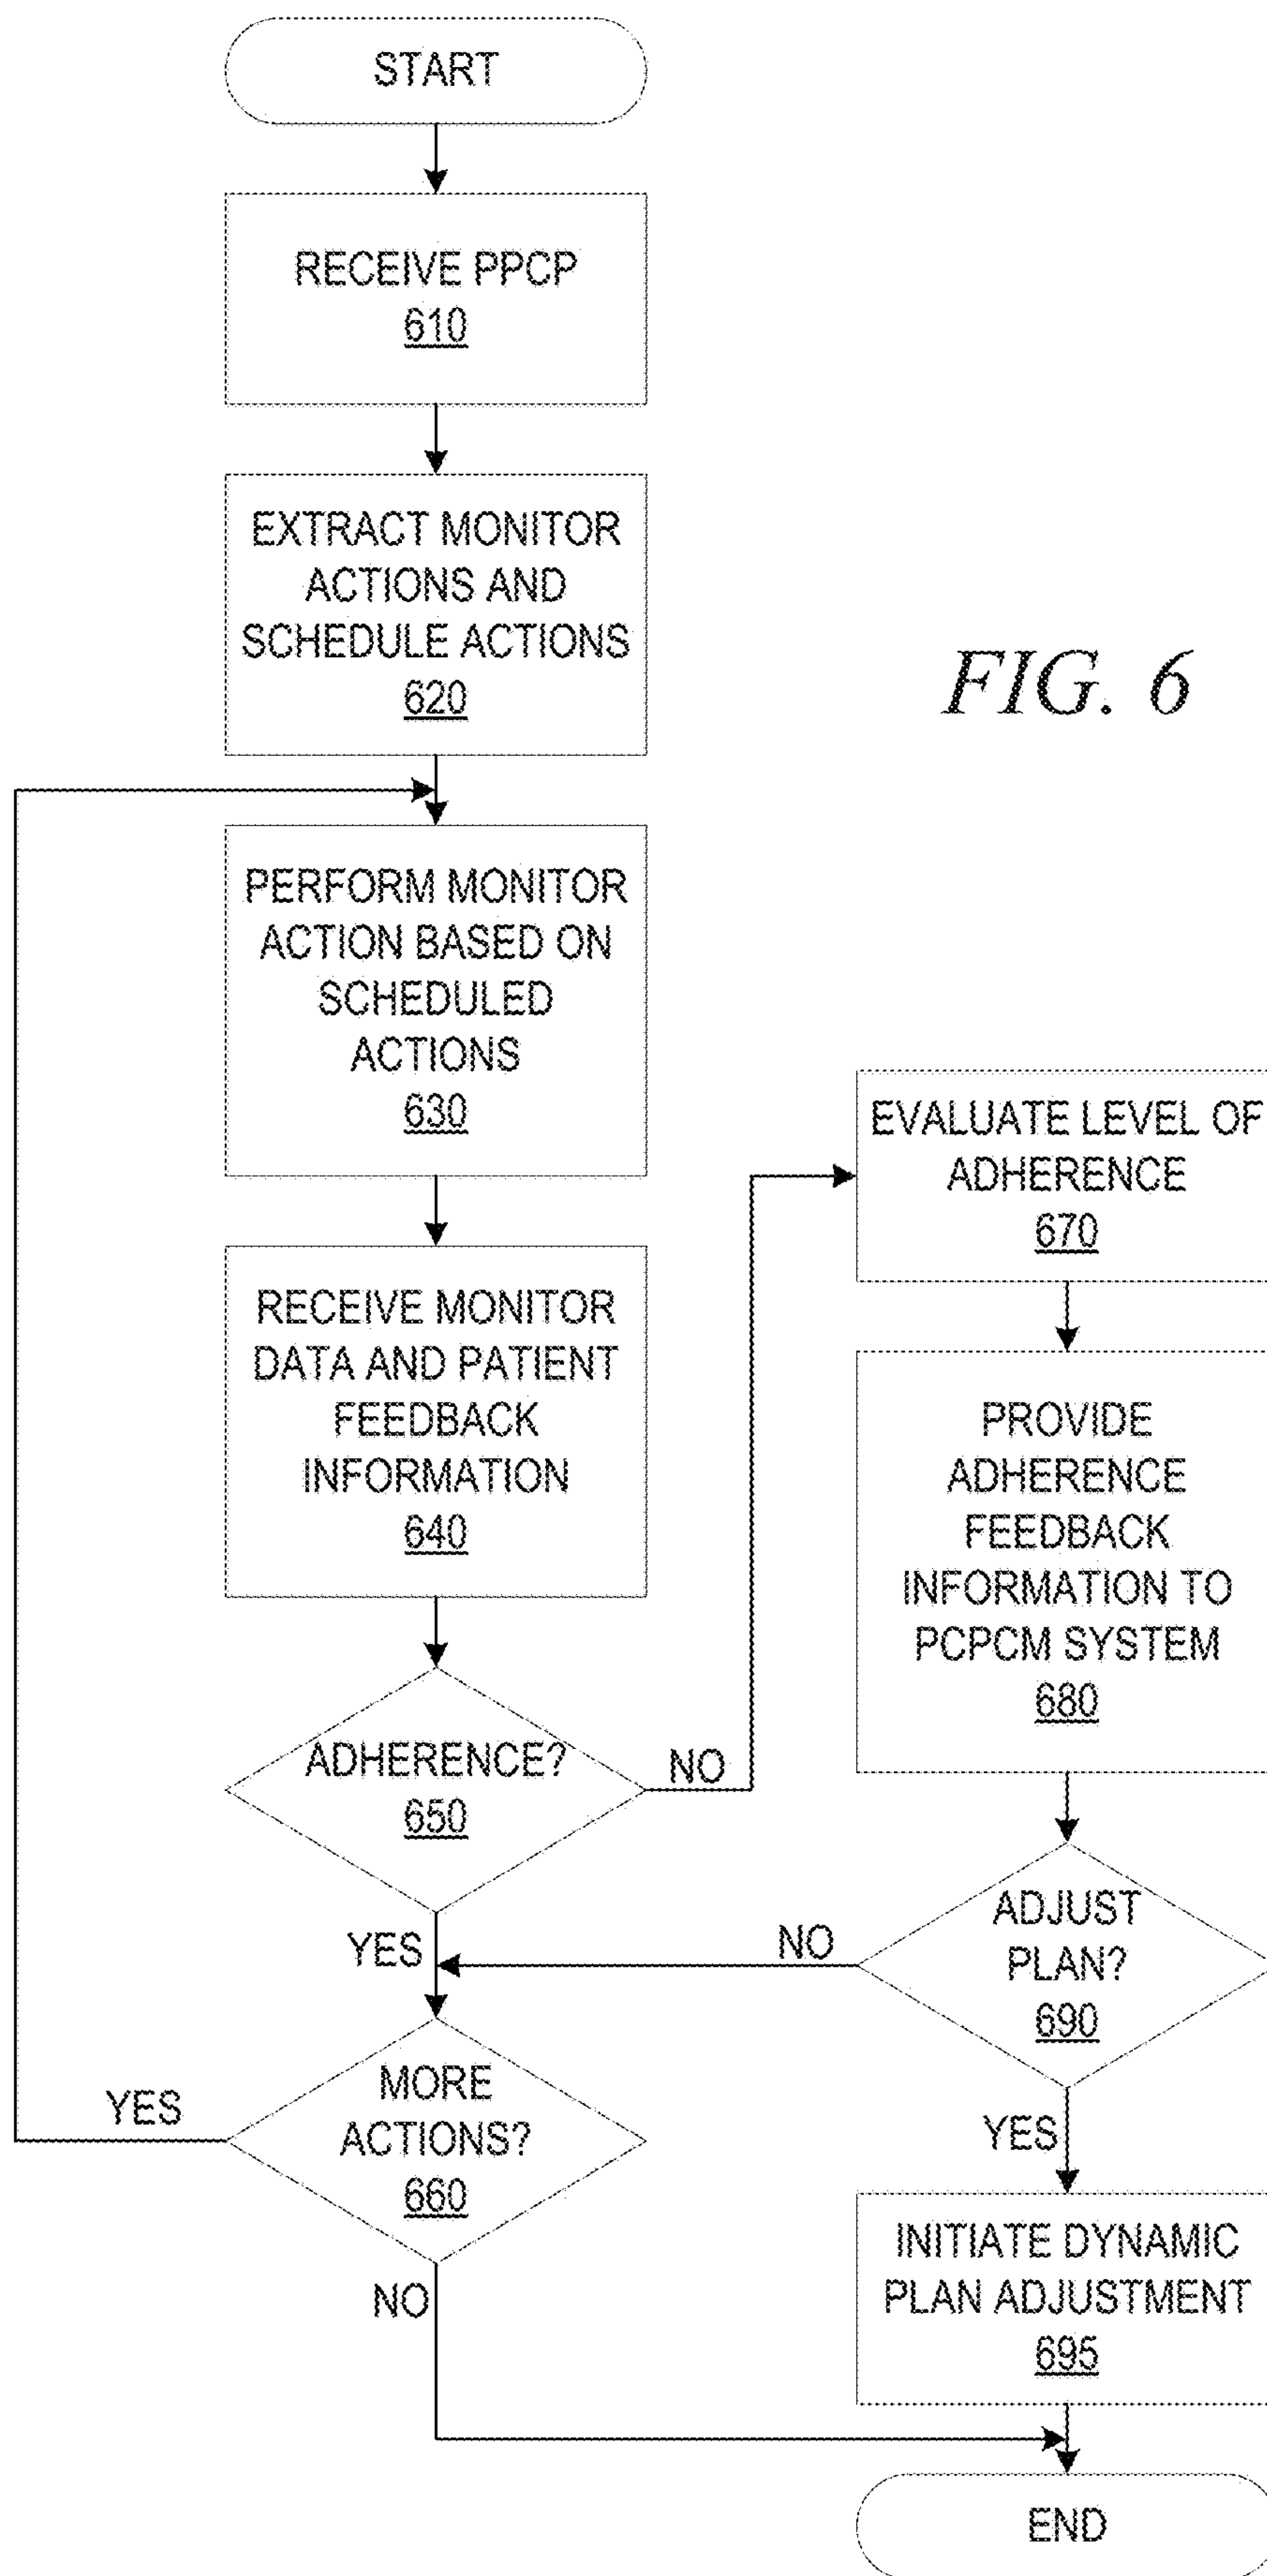 START
RECEIVE PPCP
610
EXTRACT MONITOR
ACTIONS AND
SCHEDULE ACTIONS
620
FIG. 6
PERFORM MONITOR
ACTION BASED ON
SCHEDULED
ACTIONS
630
RECEIVE MONITOR
DATA AND PATIENT
FEEDBACK
INFORMATION
640
ADHERENCE?
650
NO
YES
MORE
ACTIONS?
660
YES
NO
EVALUATE LEVEL OF
ADHERENCE
670
PROVIDE
ADHERENCE
FEEDBACK
INFORMATION TO
PCPCM SYSTEM
680
ADJUST
PLAN?
690
NO
YES
INITIATE DYNAMIC
PLAN ADJUSTMENT
695
END